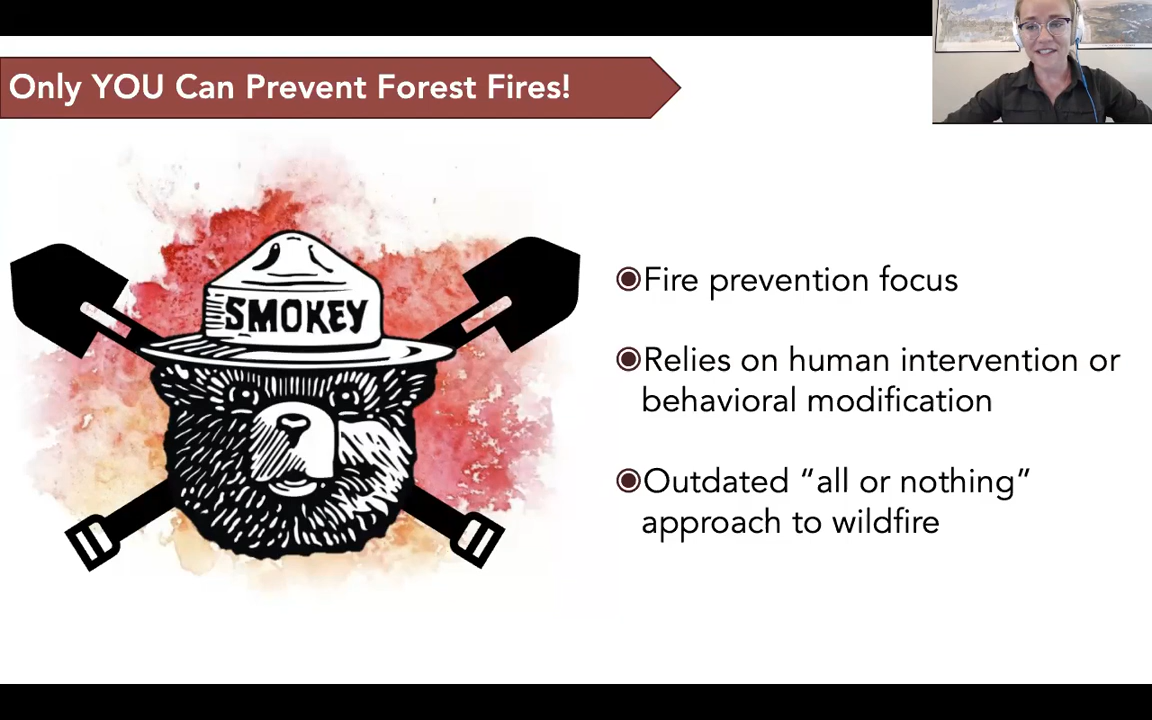 Only YOU Can Prevent Forest Fires!
SMOKEY
◉Fire prevention focus
◉Relies on human intervention or
behavioral modification
◉Outdated “all or nothing”
approach to wildfire